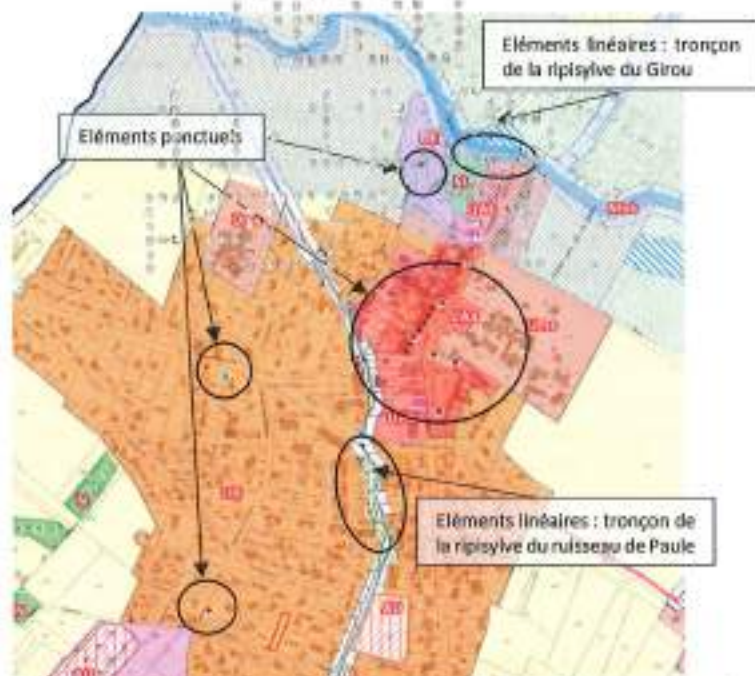 Eléments linéaires : tronçon
de la ripisylve du Girou
Eléments ponctuels
Eléments linéaires : tronçon de
la ripisylve du ruisseau de Paule